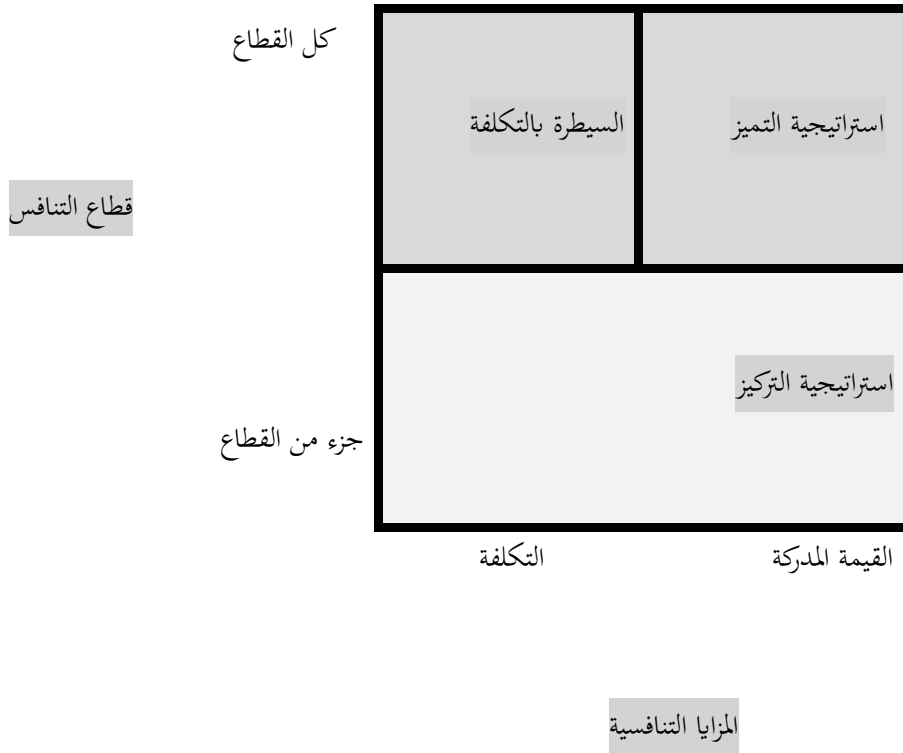 كل القطاع
استراتيجية التميز
السيطرة بالتكلفة
قطاع التنافس
استراتيجية التركيز
جزء من القطاع
القيمة المدركة
التكلفة
المزايا التنافسية